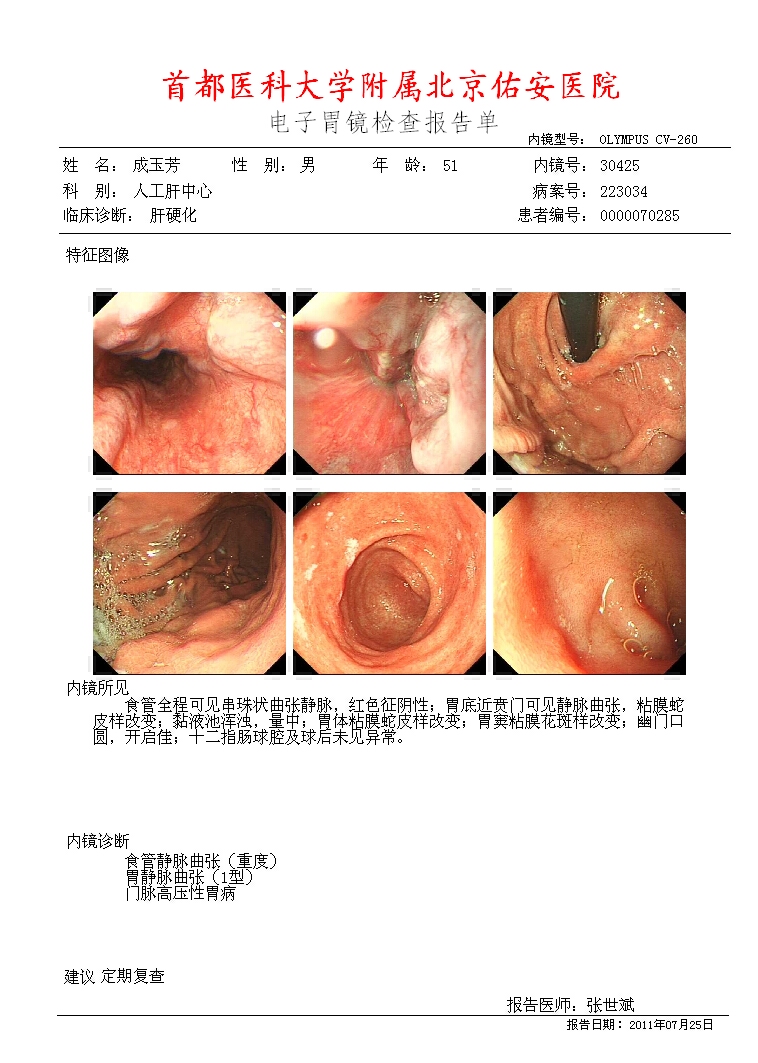 首都医科大学附属北京佑安医院
电子胃镜检查报告单
内镜型号： OLYMPUS CV-260
姓 名： 成玉芳 性 别： 男 年 龄： 51 内镜号： 30425
科 别： 人工肝中心 病案号： 223034
临床诊断： 肝硬化 患者编号： 0000070285
特征图像
内镜所见
食管全程可见串珠状曲张静脉，红色征阴性；胃底近贲门可见静脉曲张，粘膜蛇
皮样改变；黏液池浑浊，量中；胃体粘膜蛇皮样改变；胃窦粘膜花斑样改变；幽门口
圆，开启佳；十二指肠球腔及球后未见异常。
内镜诊断
食管静脉曲张（重度）
胃静脉曲张（1型）
门脉高压性胃病
建议 定期复查
报告医师：张世斌
报告日期：2011年07月25日